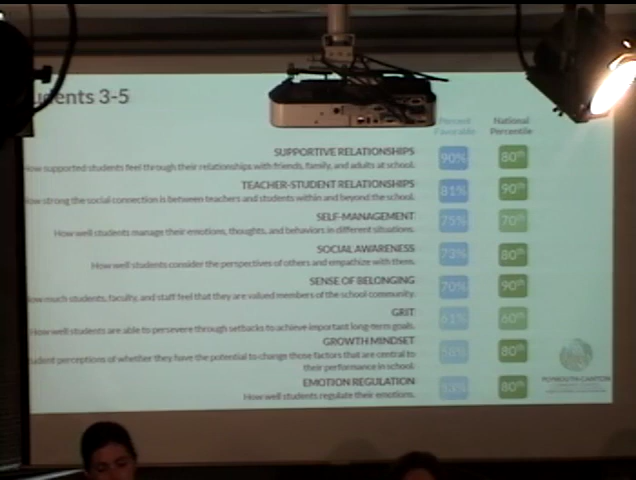 udents 3-5
Percent
Favorable
National
Percentile
SUPPORTIVE RELATIONSHIPS 90% 80th
How supported students feel through their relationships with friends, family, and adults at school.
TEACHER-STUDENT RELATIONSHIPS 81% 90th
How strong the social connection is between teachers and students within and beyond the school.
SELF-MANAGEMENT 75% 70th
How well students manage their emotions, thoughts, and behaviors in different situations.
SOCIAL AWARENESS 73% 80th
How well students consider the perspectives of others and empathize with them.
SENSE OF BELONGING 70% 90th
ow much students, faculty, and staff feel that they are valued members of the school community.
GRIT 61% 60th
How well students are able to persevere through setbacks to achieve important long-term goals.
GROWTH MINDSET 80th
udent perceptions of whether they have the potential to change those factors that are central to
their performance in school.
EMOTION REGULATION 80th
How well students regulate their emotions.
PLYMOUTH-CANTON